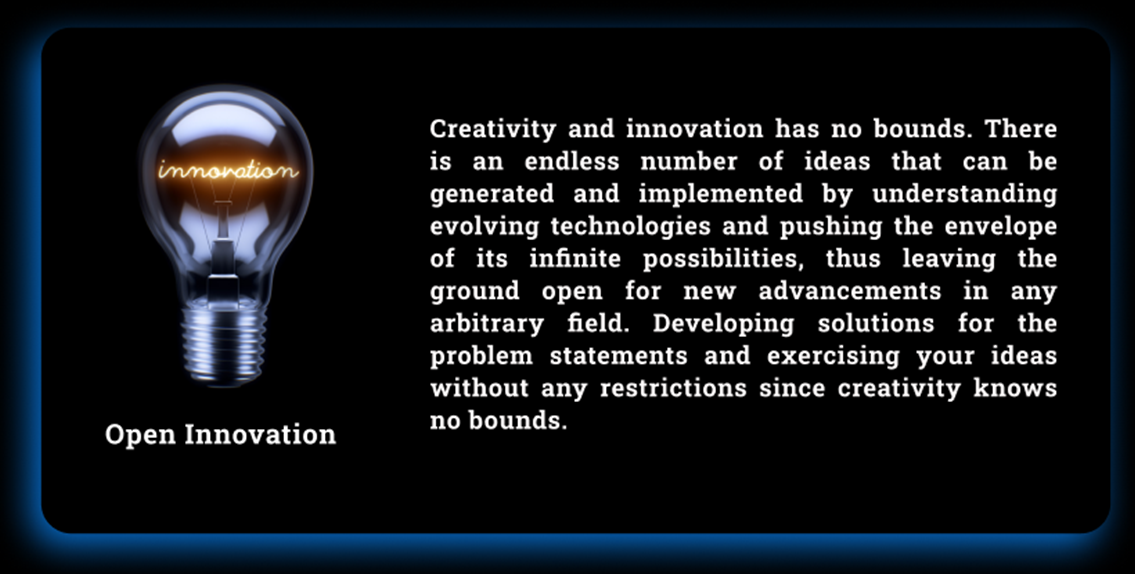 innovation
Open Innovation
Creativity and innovation has no bounds. There
is an endless number of ideas that can be
generated and implemented by understanding
evolving technologies and pushing the envelope
of its infinite possibilities, thus leaving the
ground open for new advancements in any
arbitrary field. Developing solutions for the
problem statements and exercising your ideas
without any restrictions since creativity knows
no bounds.